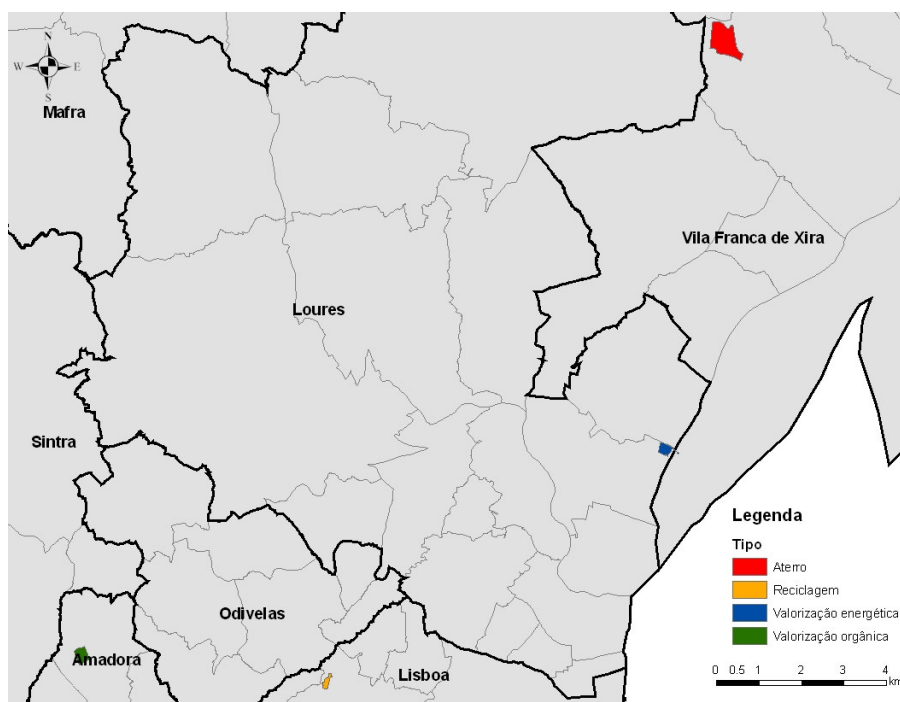 N
W E
S
Mafra
Vila Franca de Xira
Loures
Sintra
Odivelas
Amadora
Lisboa
Legenda
Tipo
Aterro
Reciclagem
Valorização energética
Valorização orgânica
0 0.5 1 2 3 4
km